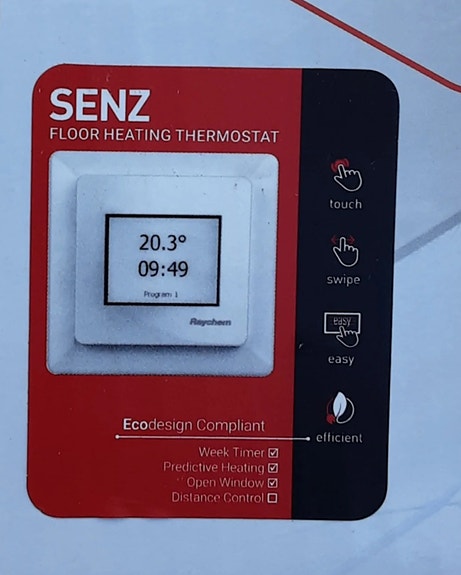 SENZ
FLOOR HEATING THERMOSTAT
20.3°
09:49
Program 1
Raychem
touch
swipe
easy
easy
efficient
Ecodesign Compliant
Week Timer ☑
Predictive Heating ☑
Open Window ☑
Distance Control ☐